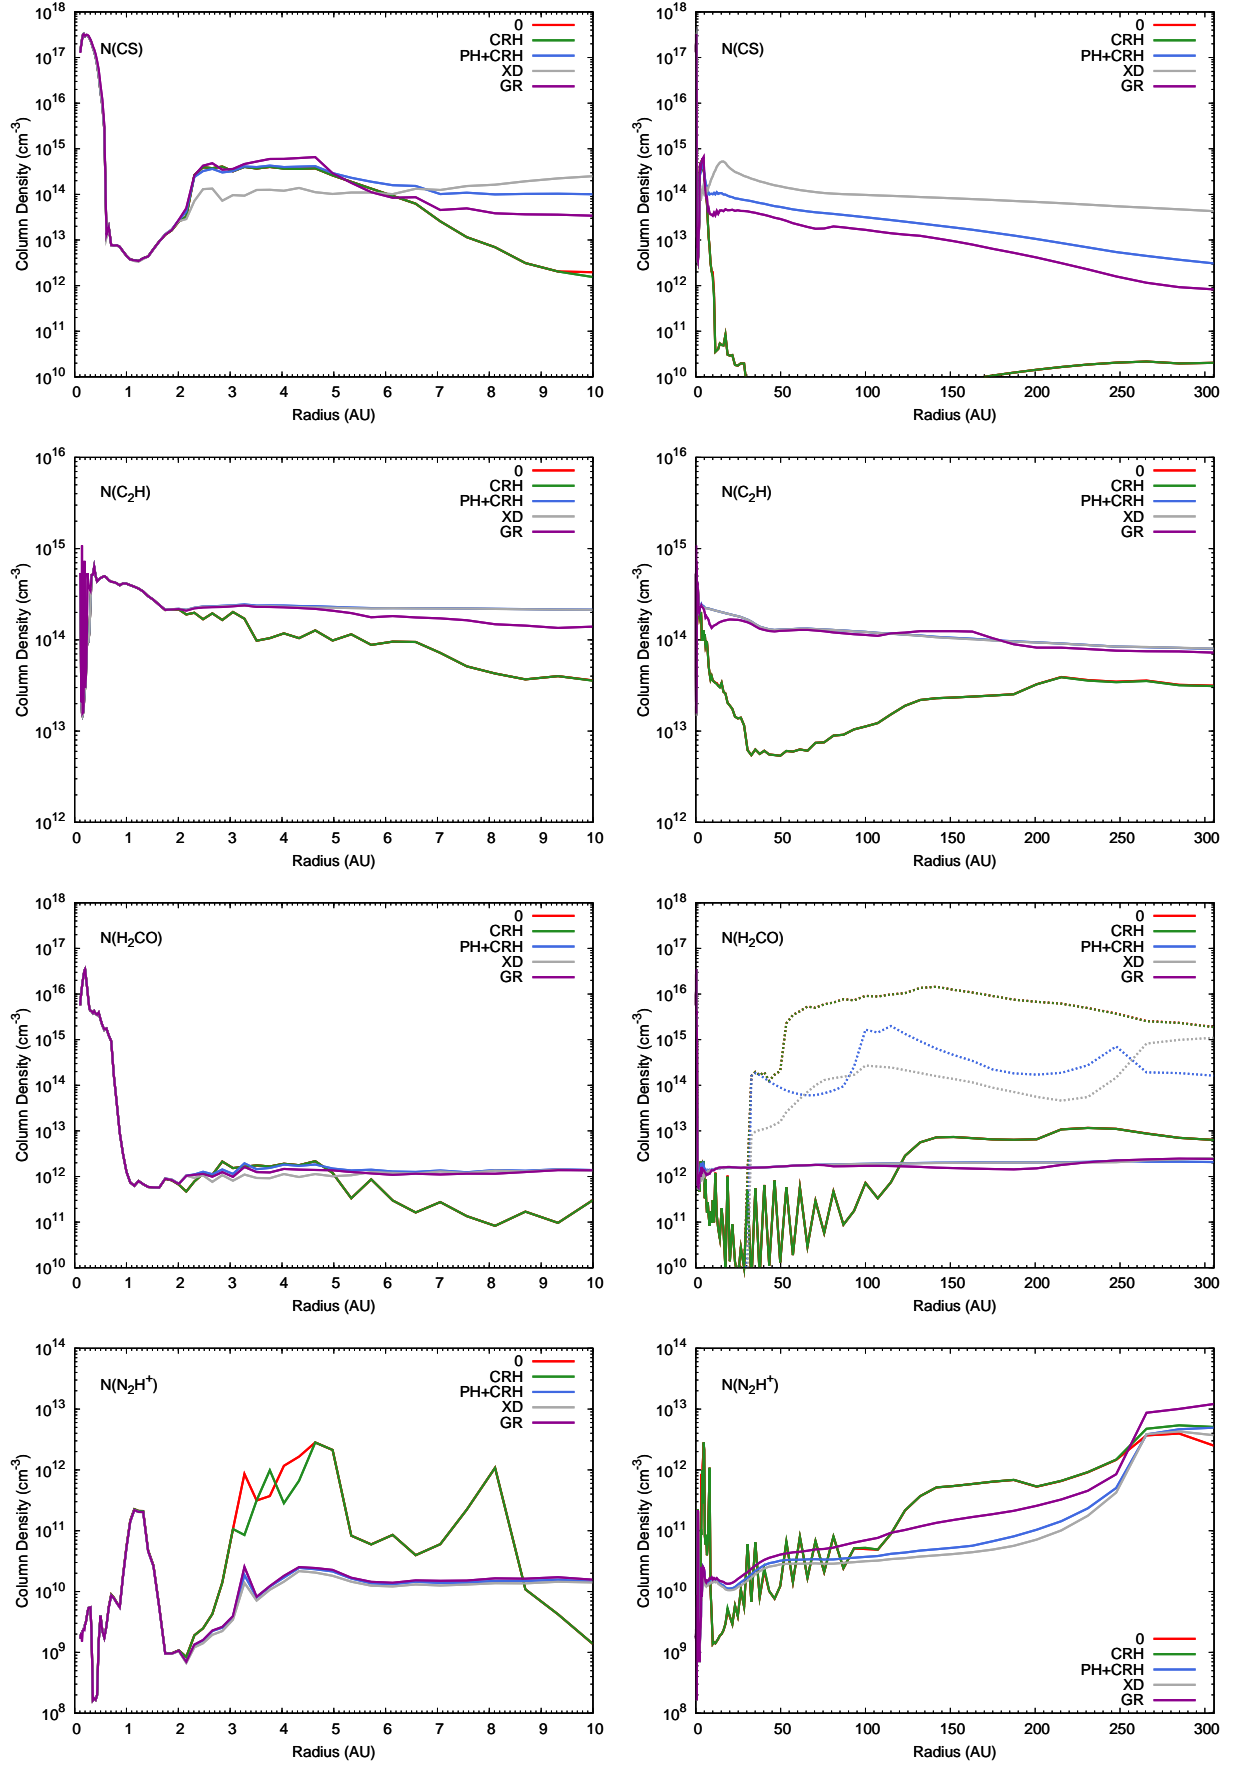 10^18
10^17
10^16
10^15
10^14
10^13
10^12
10^11
10^10
Column Density (cm^-3)
N(CS)
0
CRH
PH+CRH
XD
GR
0 1 2 3 4 5 6 7 8 9 10
Radius (AU)
10^18
10^17
10^16
10^15
10^14
10^13
10^12
10^11
10^10
Column Density (cm^-3)
N(CS)
0
CRH
PH+CRH
XD
GR
0 50 100 150 200 250 300
Radius (AU)
10^16
10^15
10^14
10^13
10^12
Column Density (cm^-3)
N(C₂H)
0
CRH
PH+CRH
XD
GR
0 1 2 3 4 5 6 7 8 9 10
Radius (AU)
10^16
10^15
10^14
10^13
10^12
Column Density (cm^-3)
N(C₂H)
0
CRH
PH+CRH
XD
GR
0 50 100 150 200 250 300
Radius (AU)
10^18
10^17
10^16
10^15
10^14
10^13
10^12
10^11
10^10
Column Density (cm^-3)
N(H₂CO)
0
CRH
PH+CRH
XD
GR
0 1 2 3 4 5 6 7 8 9 10
Radius (AU)
10^18
10^17
10^16
10^15
10^14
10^13
10^12
10^11
10^10
Column Density (cm^-3)
N(H₂CO)
0
CRH
PH+CRH
XD
GR
0 50 100 150 200 250 300
Radius (AU)
10^14
10^13
10^12
10^11
10^10
10^9
10^8
Column Density (cm^-3)
N(N₂H⁺)
0
CRH
PH+CRH
XD
GR
0 1 2 3 4 5 6 7 8 9 10
Radius (AU)
10^14
10^13
10^12
10^11
10^10
10^9
10^8
Column Density (cm^-3)
N(N₂H⁺)
0
CRH
PH+CRH
XD
GR
0 50 100 150 200 250 300
Radius (AU)